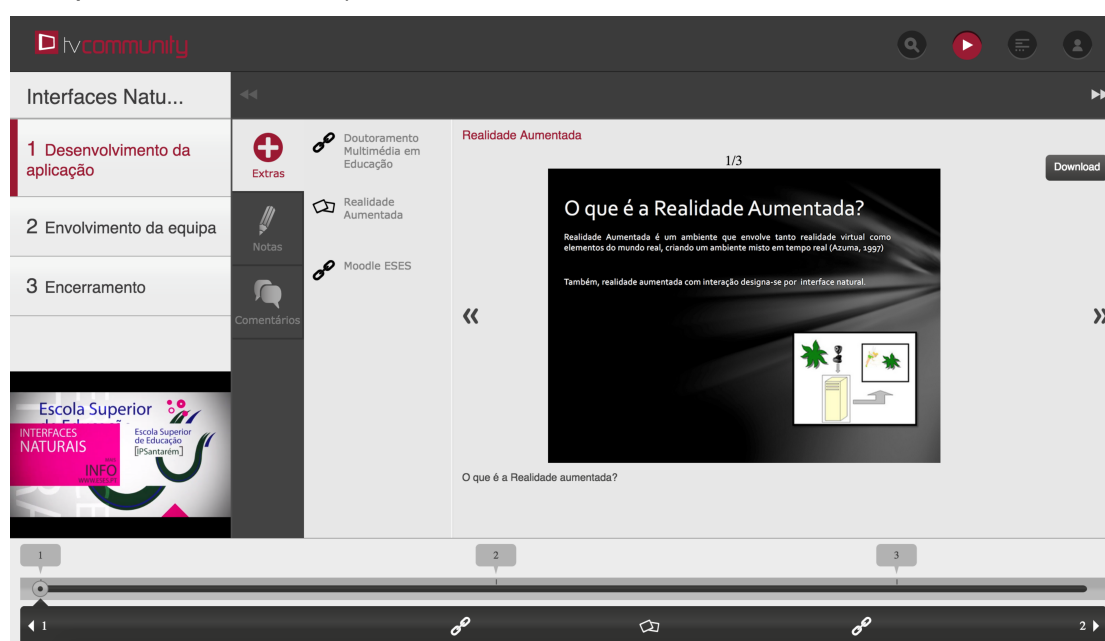 tvcommunity
Interfaces Natu...
1 Desenvolvimento da
aplicação
2 Envolvimento da equipa
3 Encerramento
Extras
Notas
Comentários
Doutoramento
Multimédia em
Educação
Realidade
Aumentada
Moodle ESES
Realidade Aumentada
1/3
Download
O que é a Realidade Aumentada?
Realidade Aumentada é um ambiente que envolve tanto realidade virtual como
elementos do mundo real, criando um ambiente misto em tempo real (Azuma, 1997)
Também, realidade aumentada com interação designa-se por interface natural.
O que é a Realidade aumentada?
Escola Superior
INTERFACES
NATURAIS
INFO
Escola Superior
de Educação
[IPSantarém]
1
2
3
1
2